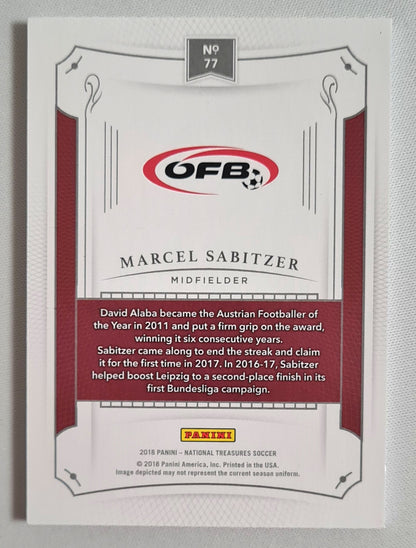 Nº
77
OFB
MARCEL SABITZER
MIDFIELDER
David Alaba became the Austrian Footballer of
the Year in 2011 and put a firm grip on the award,
winning it six consecutive years.
Sabitzer came along to end the streak and claim
it for the first time in 2017. In 2016-17, Sabitzer
helped boost Leipzig to a second-place finish in its
first Bundesliga campaign.
PANINI
2018 PANINI – NATIONAL TREASURES SOCCER
© 2018 Panini America, Inc. Printed in the USA.
Image depicted may not represent the current season uniform.